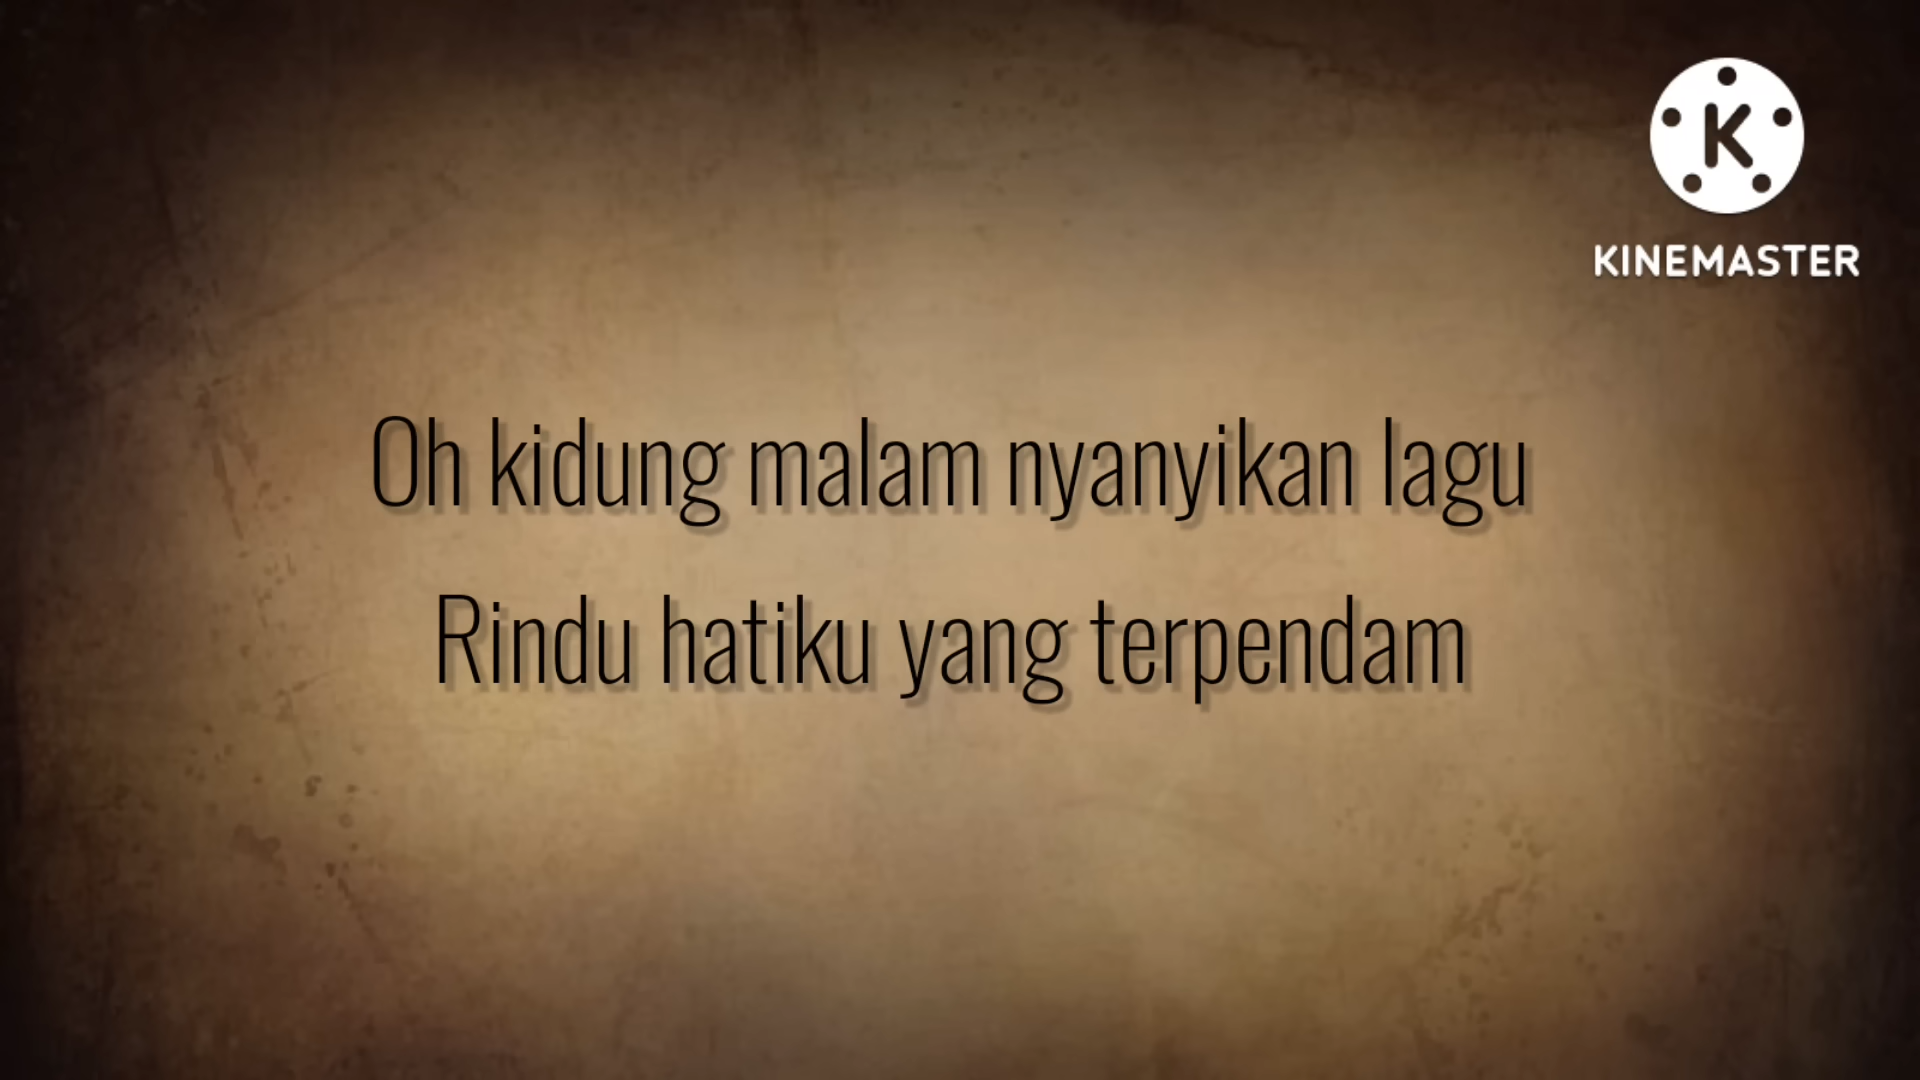 K
KINEMASTER
Oh kidung malam nyanyikan lagu
Rindu hatiku yang terpendam